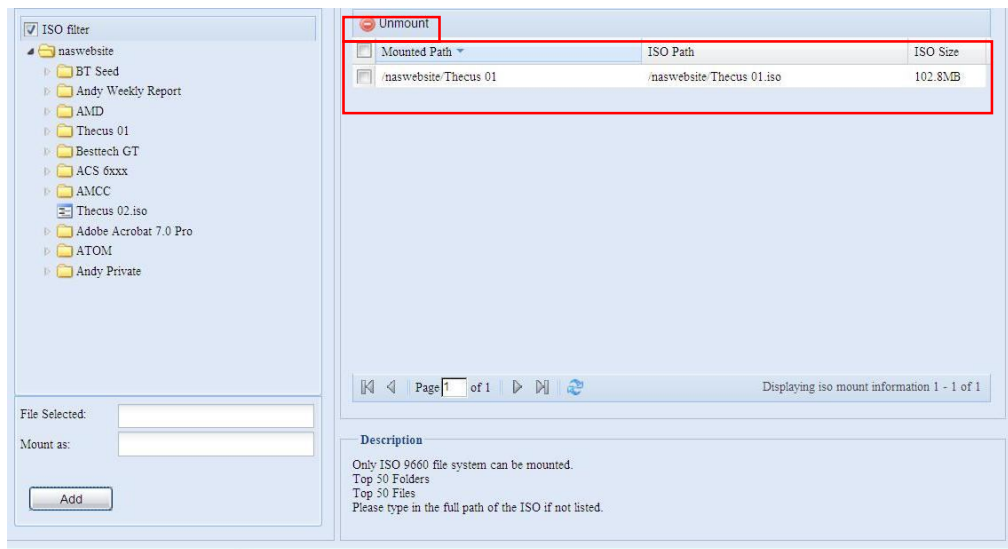 ISO filter
naswebsite
BT Seed
Andy Weekly Report
AMD
Thecus 01
Besttech GT
ACS 6xxx
AMCC
Thecus 02.iso
Adobe Acrobat 7.0 Pro
ATOM
Andy Private
File Selected:
Mount as:
Add
Unmount
Mounted Path ISO Path ISO Size
/naswebsite/Thecus 01 /naswebsite/Thecus 01.iso 102.8MB
Page 1 of 1 Displaying iso mount information 1 - 1 of 1
Description
Only ISO 9660 file system can be mounted.
Top 50 Folders
Top 50 Files
Please type in the full path of the ISO if not listed.